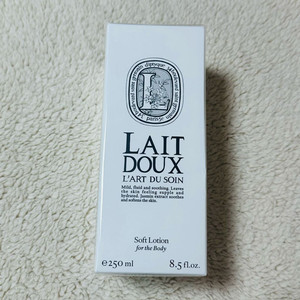 L
LAIT
DOUX
L'ART DU SOIN
Mild, fluid and soothing. Leaves
the skin feeling supple and
hydrated. Jasmin extract soothes
and softens the skin.
Soft Lotion
for the Body
e250 ml 8.5 fl.oz.